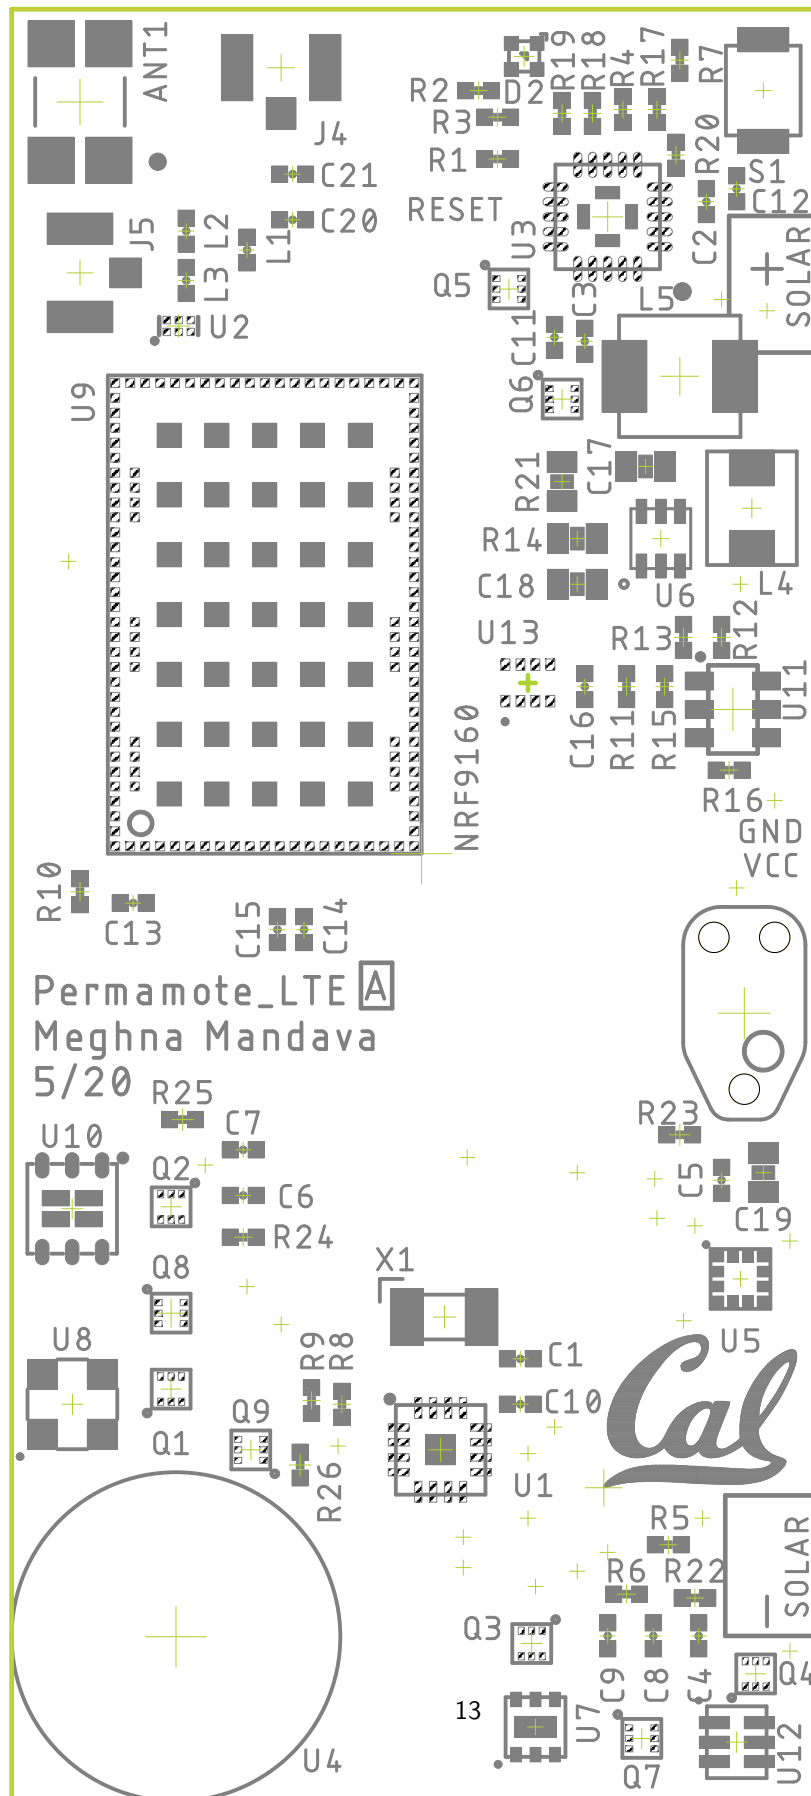 ANT1
J4
R2
D2
R19
R18
R4
R17
R7
R3
R1
R20
S1
C12
C21
C20
RESET
U3
C2
SOLAR
+
J5
L2
L1
L3
Q5
C3
L5
U2
C11
Q6
U9
R21
C17
R14
C18
U6
L4
U13
R13
R12
U11
C16
R11
R15
R16
NRF9160
GND
VCC
R10
C13
C15
C14
Permamote_LTE A
Meghna Mandava
5/20
R25
C7
R23
U10
Q2
C6
C5
C19
R24
X1
Q8
U5
U8
R9
R8
C1
Cal
C10
Q1
Q9
R26
U1
R5
SOLAR
–
R6
R22
Q3
C9
C8
C4
Q4
13
U7
U12
U4
Q7